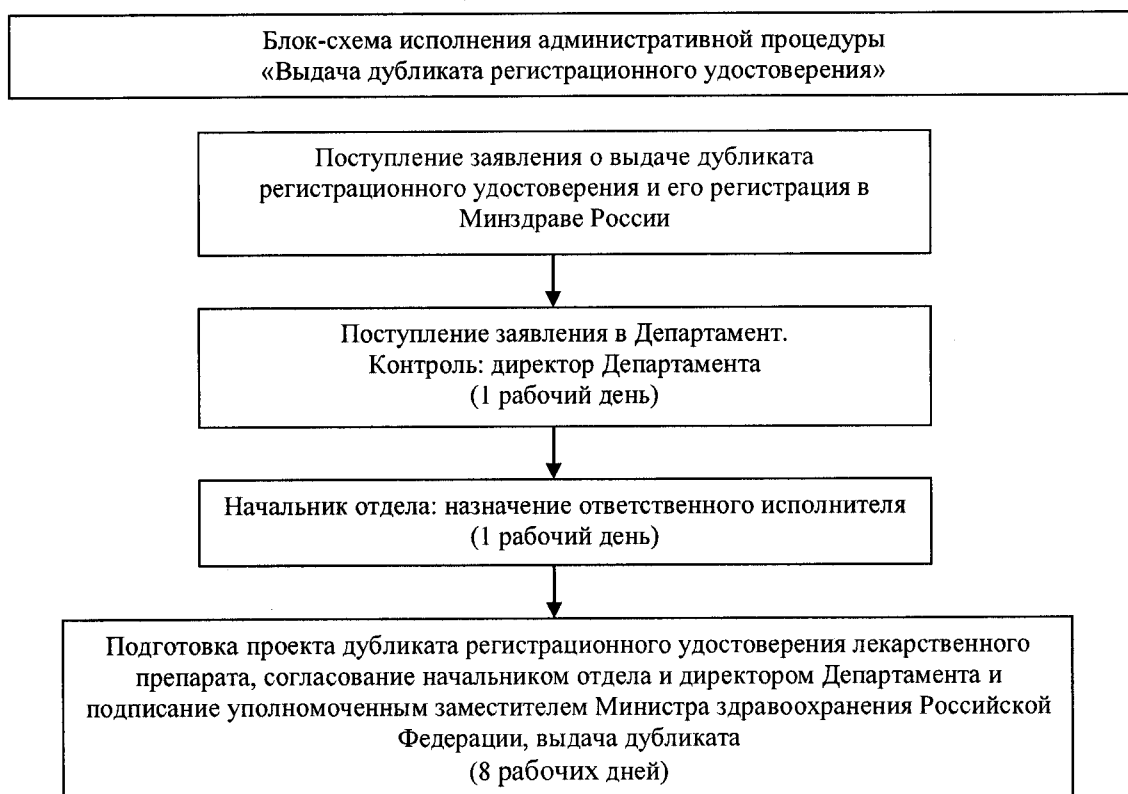 Блок-схема исполнения административной процедуры
«Выдача дубликата регистрационного удостоверения»
Поступление заявления о выдаче дубликата
регистрационного удостоверения и его регистрация в
Минздраве России
Поступление заявления в Департамент.
Контроль: директор Департамента
(1 рабочий день)
Начальник отдела: назначение ответственного исполнителя
(1 рабочий день)
Подготовка проекта дубликата регистрационного удостоверения лекарственного
препарата, согласование начальником отдела и директором Департамента и
подписание уполномоченным заместителем Министра здравоохранения Российской
Федерации, выдача дубликата
(8 рабочих дней)